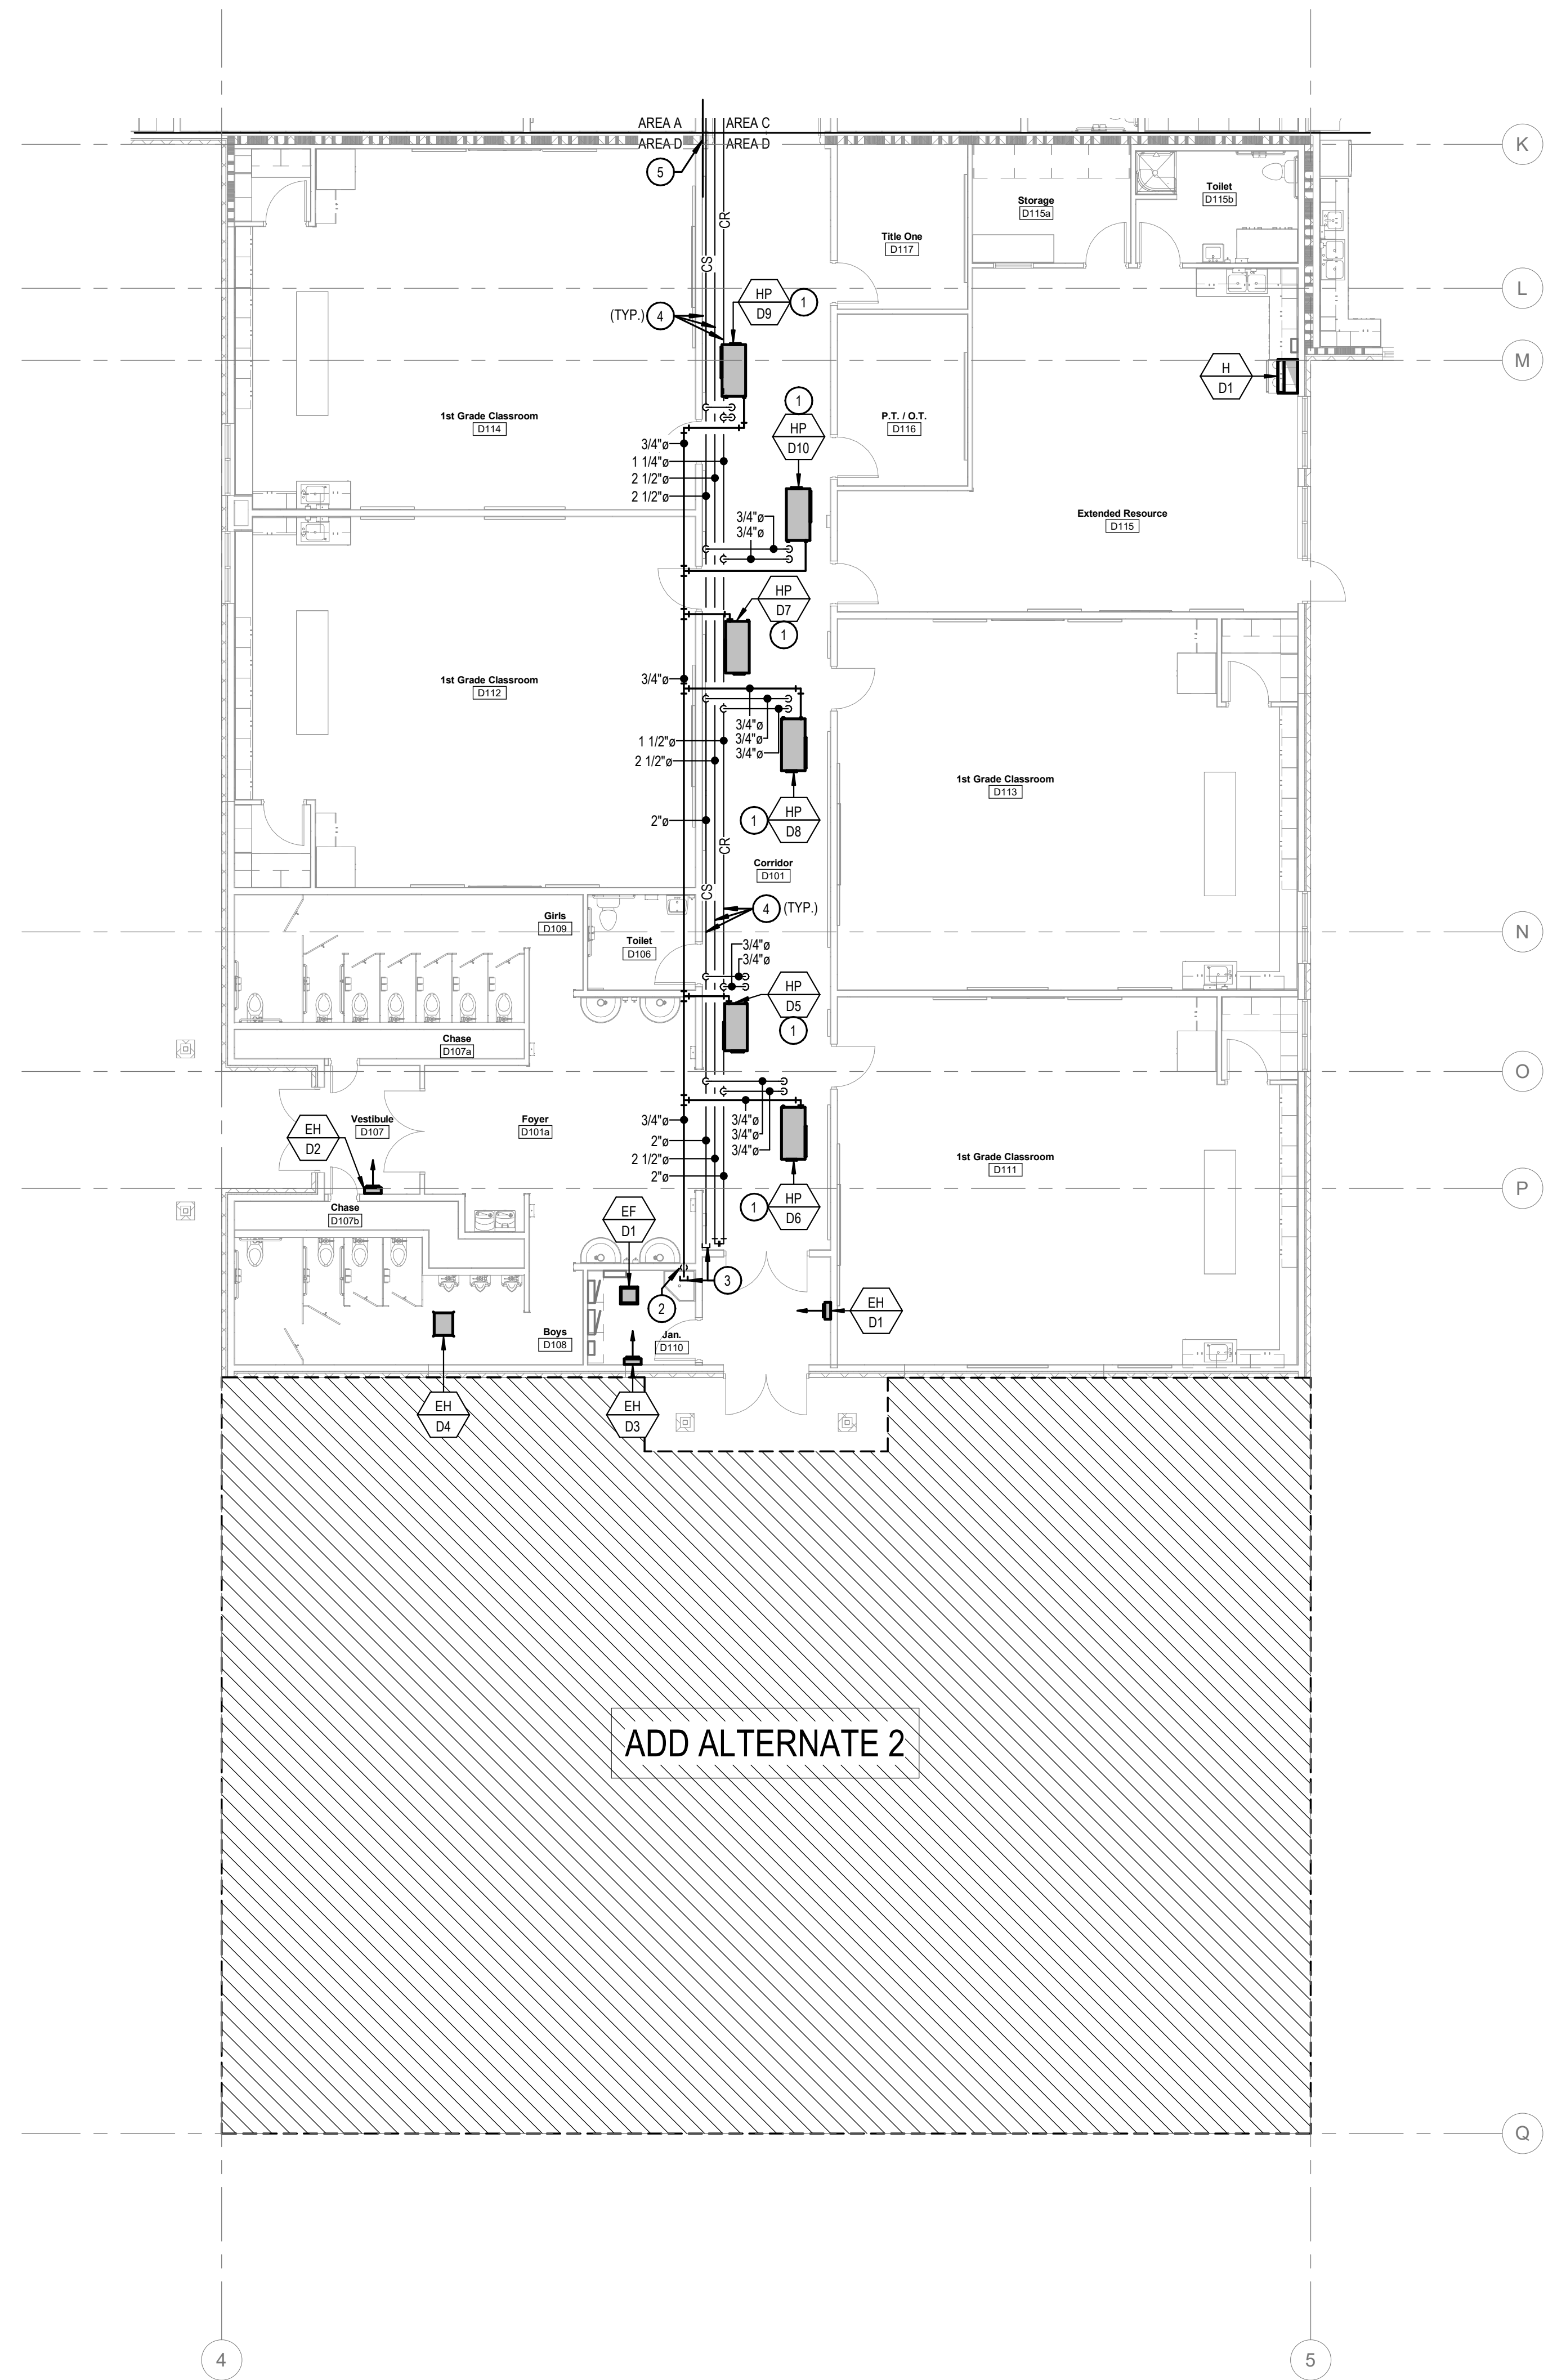 AREA A
AREA C
AREA D
AREA D
K
5
Storage
D115a
Toilet
D115b
CR
Title One
D117
CS
L
HP
D9
1
(TYP.)
4
M
H
D1
1
HP
D10
1st Grade Classroom
D114
P.T. / O.T.
D116
3/4"ø
1 1/4"ø
2 1/2"ø
2 1/2"ø
3/4"ø
3/4"ø
Extended Resource
D115
HP
D7
1
3/4"ø
1st Grade Classroom
D112
3/4"ø
3/4"ø
3/4"ø
1 1/2"ø
2 1/2"ø
1st Grade Classroom
D113
2"ø
1
HP
D8
CR
Corridor
D101
CS
4
(TYP.)
Girls
D109
N
Toilet
D106
3/4"ø
3/4"ø
HP
D5
1
Chase
D107a
O
Vestibule
D107
Foyer
D101a
EH
D2
3/4"ø
2"ø
2 1/2"ø
2"ø
3/4"ø
3/4"ø
3/4"ø
1st Grade Classroom
D111
P
Chase
D107b
EF
D1
1
HP
D6
3
2
EH
D1
Boys
D108
Jan.
D110
EH
D4
EH
D3
ADD ALTERNATE 2
Q
4
5